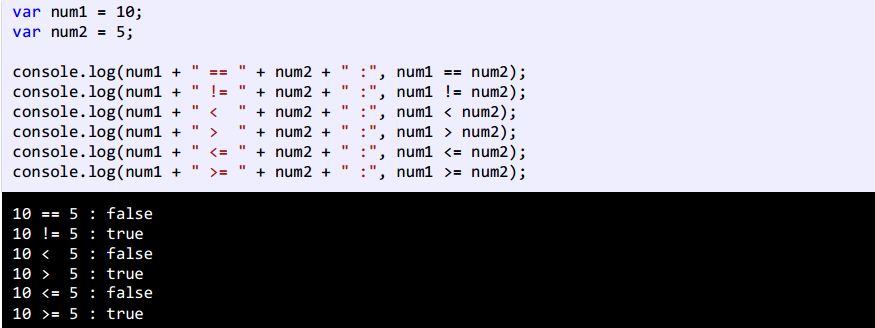 var num1 = 10;
var num2 = 5;
console.log(num1 + " == " + num2 + " :", num1 == num2);
console.log(num1 + " != " + num2 + " :", num1 != num2);
console.log(num1 + " <  " + num2 + " :", num1 < num2);
console.log(num1 + " >  " + num2 + " :", num1 > num2);
console.log(num1 + " <= " + num2 + " :", num1 <= num2);
console.log(num1 + " >= " + num2 + " :", num1 >= num2);
10 == 5 : false
10 != 5 : true
10 <  5 : false
10 >  5 : true
10 <= 5 : false
10 >= 5 : true